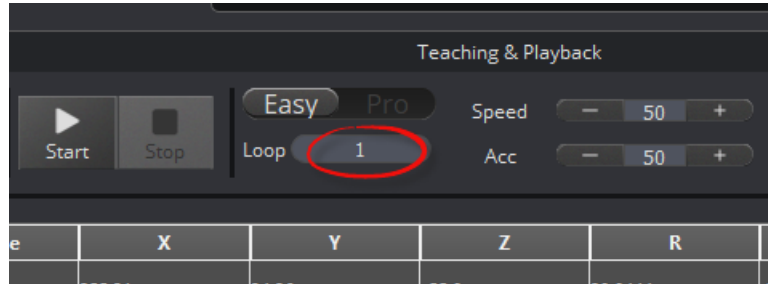 Teaching & Playback
Easy Pro
Speed - 50 +
Start Stop
Loop 1
Acc - 50 +
e X Y Z R